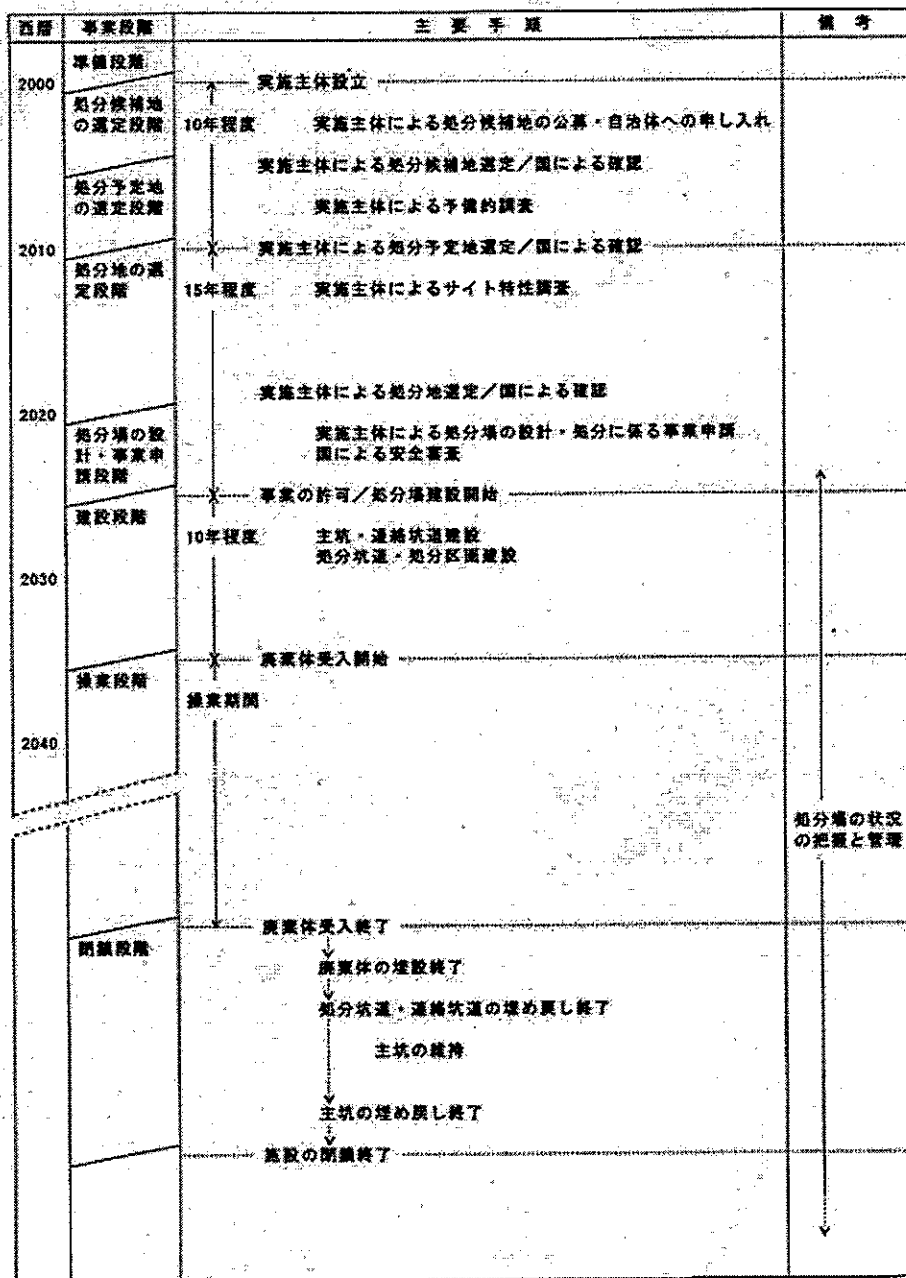 西暦 事業段階 主要手順 備考
準備段階
2000 実施主体設立
処分候補地
の選定段階
10年程度 実施主体による処分候補地の公募・自治体への申し入れ
実施主体による処分候補地選定/国による確認
処分予定地
の選定段階
実施主体による予備的調査
2010 実施主体による処分予定地選定/国による確認
処分地の選
定段階
15年程度 実施主体によるサイト特性調査
実施主体による処分地選定/国による確認
2020
処分場の設
計・事業申
請段階
実施主体による処分場の設計・処分に係る事業申請
国による安全審査
事業の許可/処分場建設開始
建設段階
10年程度 主坑・連絡坑道建設
処分坑道・処分区画建設
2030
廃棄体受入開始
操業段階
操業期間
2040
処分場の状況
の把握と管理
廃棄体受入終了
閉鎖段階
廃棄体の埋設終了
処分坑道・連絡坑道の埋め戻し終了
主坑の維持
主坑の埋め戻し終了
施設の閉鎖終了